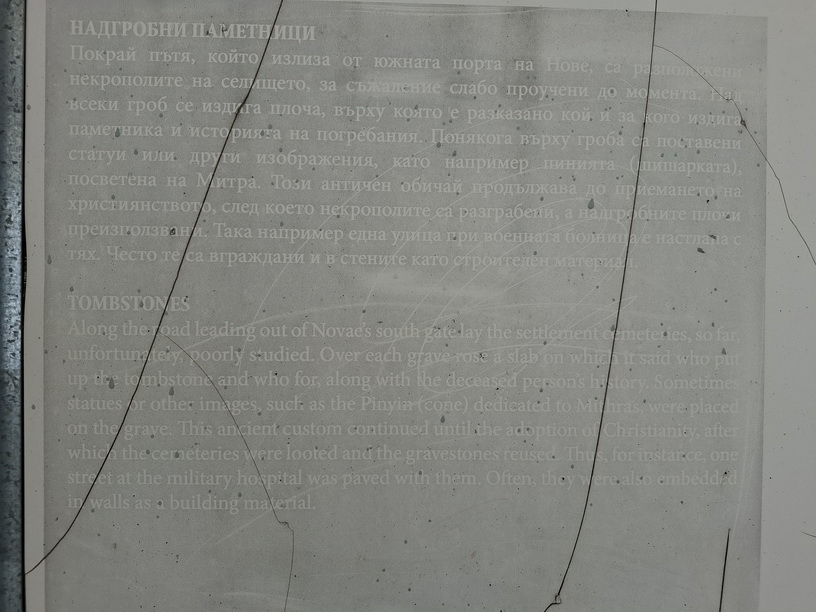 НАДГРОБНИ ПАМЕТНИЦИ
Покрай пътя, който излиза от южната порта на Нове, са разположени
некрополите на селището, за съжаление слабо проучени до момента. Над
всеки гроб се издига плоча, върху която е разказано кой и за кого издига
паметника и историята на погребания. Понякога върху гроба са поставени
статуи или други изображения, като например пинията (шишарката),
посветена на Митра. Този античен обичай продължава до приемането на
християнството, след което некрополите са разграбени, а надгробните плочи
преизползвани. Така например една улица при военната болница е настлана с
тях. Често те са вграждани и в стените като строителен материал.
TOMBSTONES
Along the road leading out of Novae's south gate lay the settlement cemeteries, so far,
unfortunately, poorly studied. Over each grave rose a slab on which it said who put
up the tombstone and who for, along with the deceased person's history. Sometimes
statues or other images, such as the Pinyia (cone) dedicated to Mithras, were placed
on the grave. This ancient custom continued until the adoption of Christianity, after
which the cemeteries were looted and the gravestones reused. Thus, for instance, one
street at the military hospital was paved with them. Often, they were also embedded
in walls as a building material.